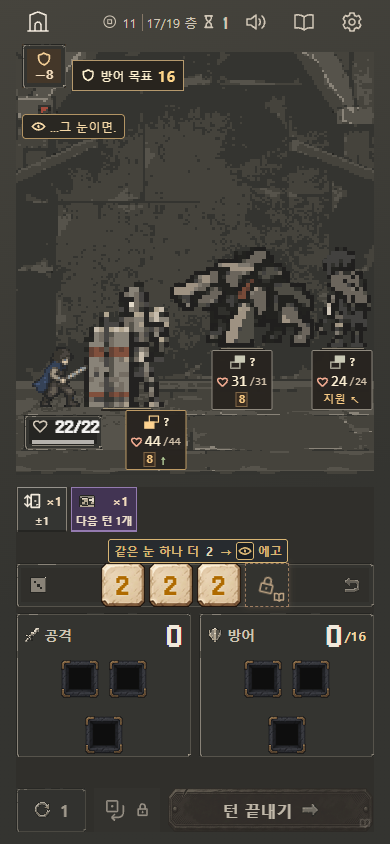 11 17/19 층 1
-8
방어 목표 16
...그 눈이면.
?
31/31
8
?
24/24
지원
22/22
?
44/44
8
×1
±1
×1
다음 턴 1개
같은 눈 하나 더 2 → 예고
2 2 2
공격 0
방어 0/16
1
턴 끝내기